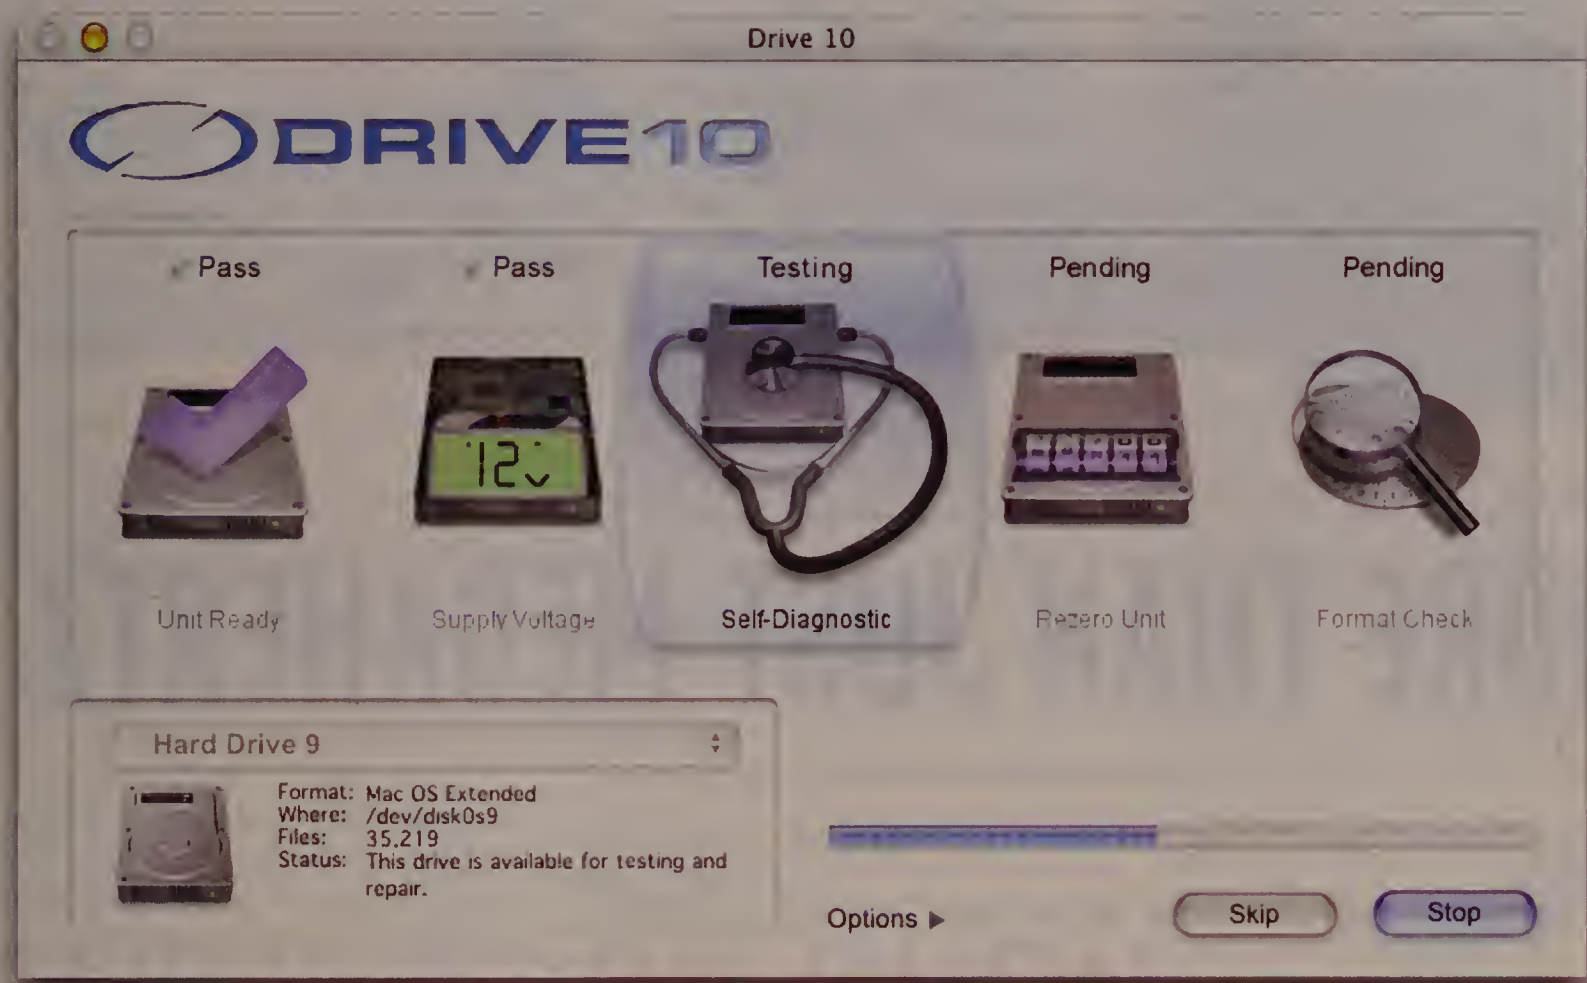 Drive 10
DRIVE10
Pass
Pass
Testing
Pending
Pending
12v
Unit Ready
Supply Voltage
Self-Diagnostic
Rezero Unit
Format Check
Hard Drive 9
Format: Mac OS Extended
Where: /dev/disk0s9
Files: 35,219
Status: This drive is available for testing and
repair.
Options
Skip
Stop